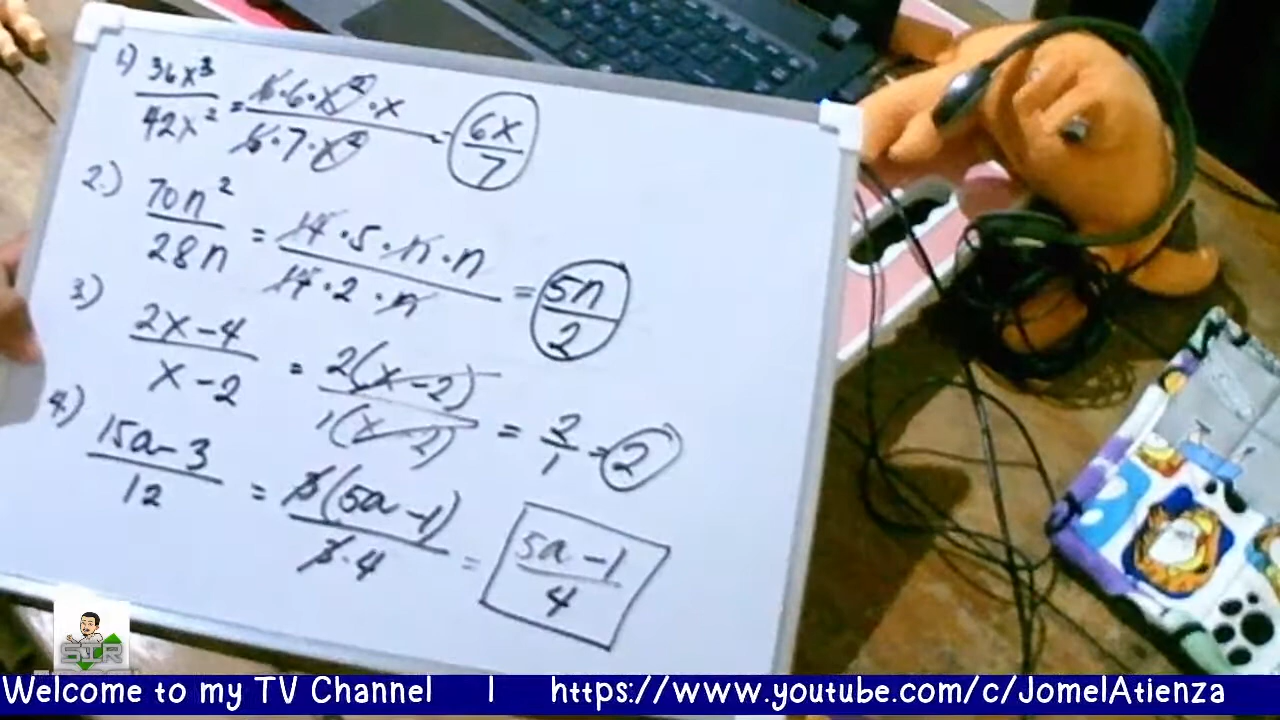 1) 36x³/42x² = 6·6·x²·x/6·7·x² = 6x/7
2.) 70n²/28n = 14·5·n·n/14·2·n = 5n/2
3) 2x-4/x-2 = 2(x-2)/1(x-2) = 2/1 = 2
4) 15a-3/12 = 3(5a-1)/3·4 = 5a-1/4
SIR
Welcome to my TV Channel | https://www.youtube.com/c/JomelAtienza